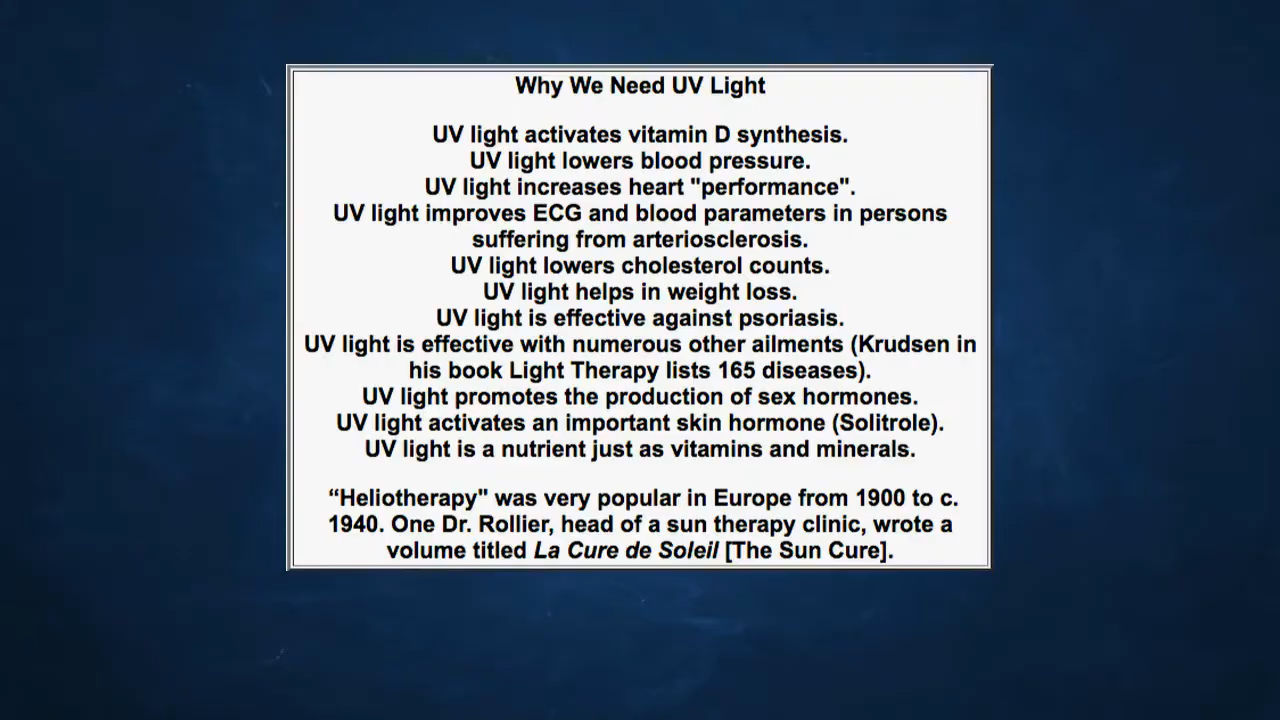 Why We Need UV Light
UV light activates vitamin D synthesis.
UV light lowers blood pressure.
UV light increases heart "performance".
UV light improves ECG and blood parameters in persons
suffering from arteriosclerosis.
UV light lowers cholesterol counts.
UV light helps in weight loss.
UV light is effective against psoriasis.
UV light is effective with numerous other ailments (Krudsen in
his book Light Therapy lists 165 diseases).
UV light promotes the production of sex hormones.
UV light activates an important skin hormone (Solitrole).
UV light is a nutrient just as vitamins and minerals.
“Heliotherapy" was very popular in Europe from 1900 to c.
1940. One Dr. Rollier, head of a sun therapy clinic, wrote a
volume titled La Cure de Soleil [The Sun Cure].